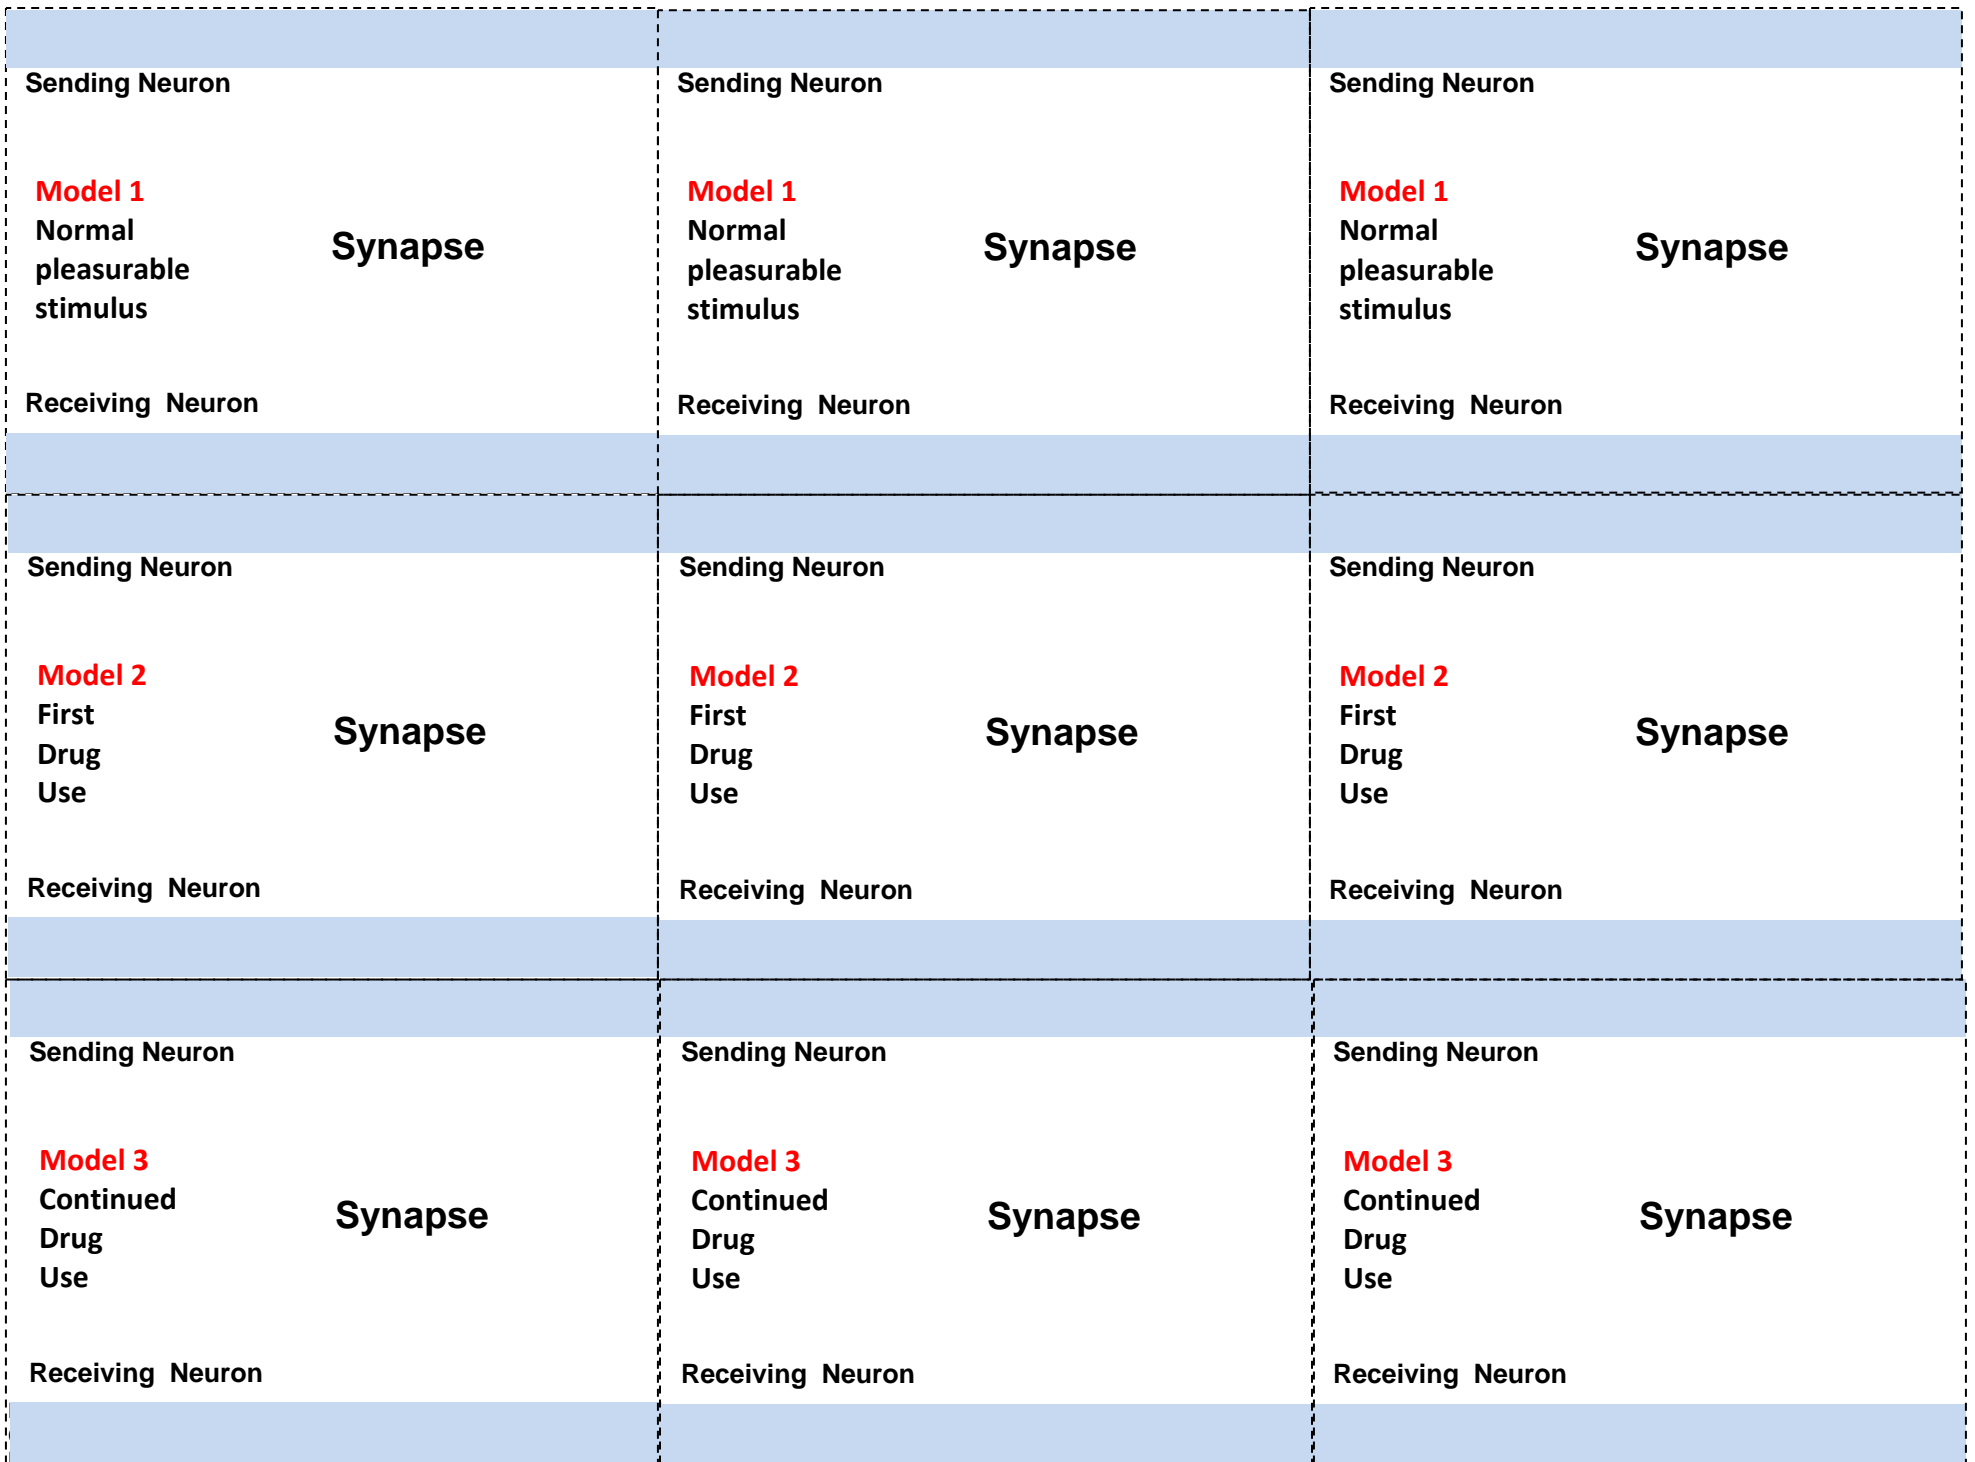 Sending Neuron
Model 1
Normal
pleasurable
stimulus
Synapse
Receiving  Neuron
Sending Neuron
Model 1
Normal
pleasurable
stimulus
Synapse
Receiving  Neuron
Sending Neuron
Model 1
Normal
pleasurable
stimulus
Synapse
Receiving  Neuron
Sending Neuron
Model 2
First
Drug
Use
Synapse
Receiving  Neuron
Sending Neuron
Model 2
First
Drug
Use
Synapse
Receiving  Neuron
Sending Neuron
Model 2
First
Drug
Use
Synapse
Receiving  Neuron
Sending Neuron
Model 3
Continued
Drug
Use
Synapse
Receiving  Neuron
Sending Neuron
Model 3
Continued
Drug
Use
Synapse
Receiving  Neuron
Sending Neuron
Model 3
Continued
Drug
Use
Synapse
Receiving  Neuron